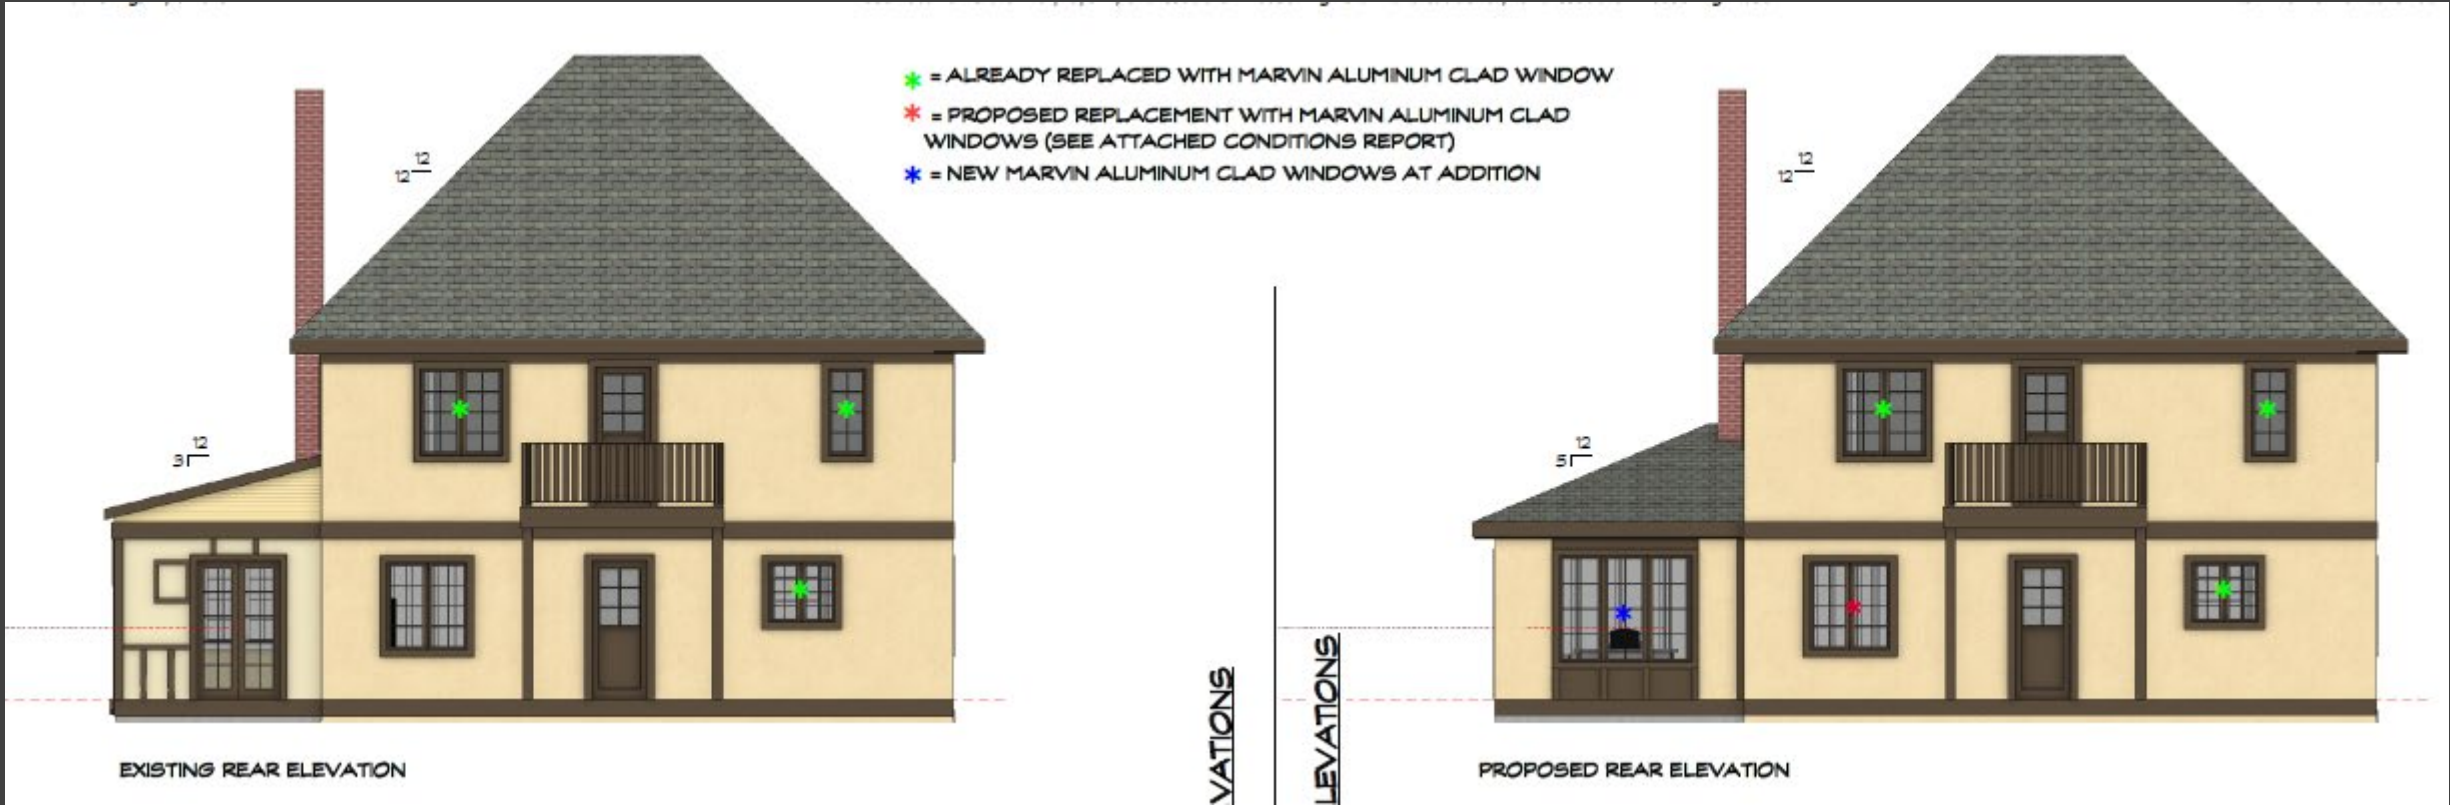 * = ALREADY REPLACED WITH MARVIN ALUMINUM CLAD WINDOW
* = PROPOSED REPLACEMENT WITH MARVIN ALUMINUM CLAD
WINDOWS (SEE ATTACHED CONDITIONS REPORT)
* = NEW MARVIN ALUMINUM CLAD WINDOWS AT ADDITION
12
12
12
12
12
3
12
5
VATIONS
LEVATIONS
EXISTING REAR ELEVATION
PROPOSED REAR ELEVATION